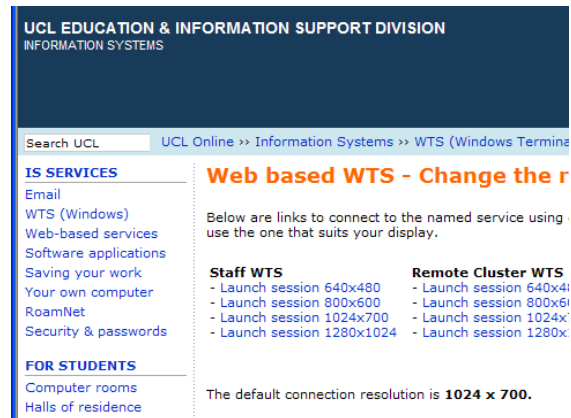 UCL EDUCATION & INFORMATION SUPPORT DIVISION
INFORMATION SYSTEMS
Search UCL
UCL Online ›› Information Systems ›› WTS (Windows
IS SERVICES
Email
WTS (Windows)
Web-based services
Software applications
Saving your work
Your own computer
RoamNet
Security & passwords
FOR STUDENTS
Computer rooms
Halls of residence
Web based WTS - Change the
Below are links to connect to the named service using
use the one that suits your display.
Staff WTS
- Launch session 640x480
- Launch session 800x600
- Launch session 1024x700
- Launch session 1280x1024
Remote Cluster WTS
- Launch session
- Launch session
- Launch session
- Launch session
The default connection resolution is 1024 x 700.